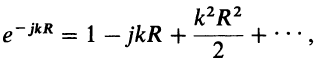 e^{-jkR} = 1 - jkR + \frac{k^2R^2}{2} + \cdots,